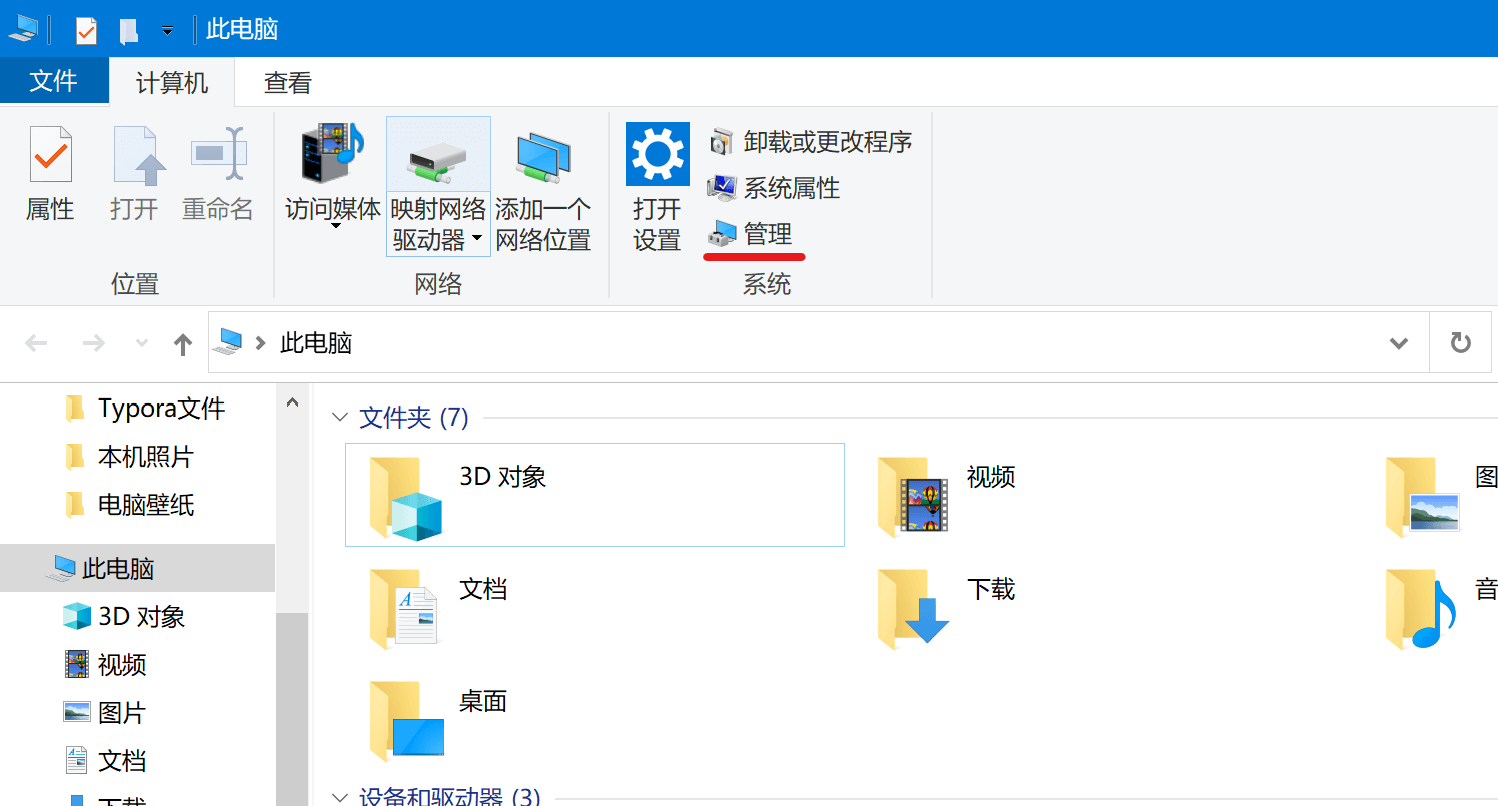 此电脑
文件
计算机
查看
属性
打开
重命名
位置
访问媒体
映射网络
驱动器
添加一个
网络位置
网络
打开
设置
卸载或更改程序
系统属性
管理
系统
此电脑
Typora文件
本机照片
电脑壁纸
此电脑
3D 对象
视频
图片
文档
下载
文件夹 (7)
3D 对象
视频
图
文档
下载
音
桌面
设备和驱动器 (3)